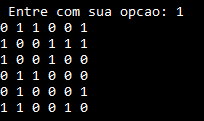 Entre com sua opcao: 1
0 1 1 0 0 1
1 0 0 1 1 1
1 0 0 1 0 0
0 1 1 0 0 0
0 1 0 0 0 1
1 1 0 0 1 0